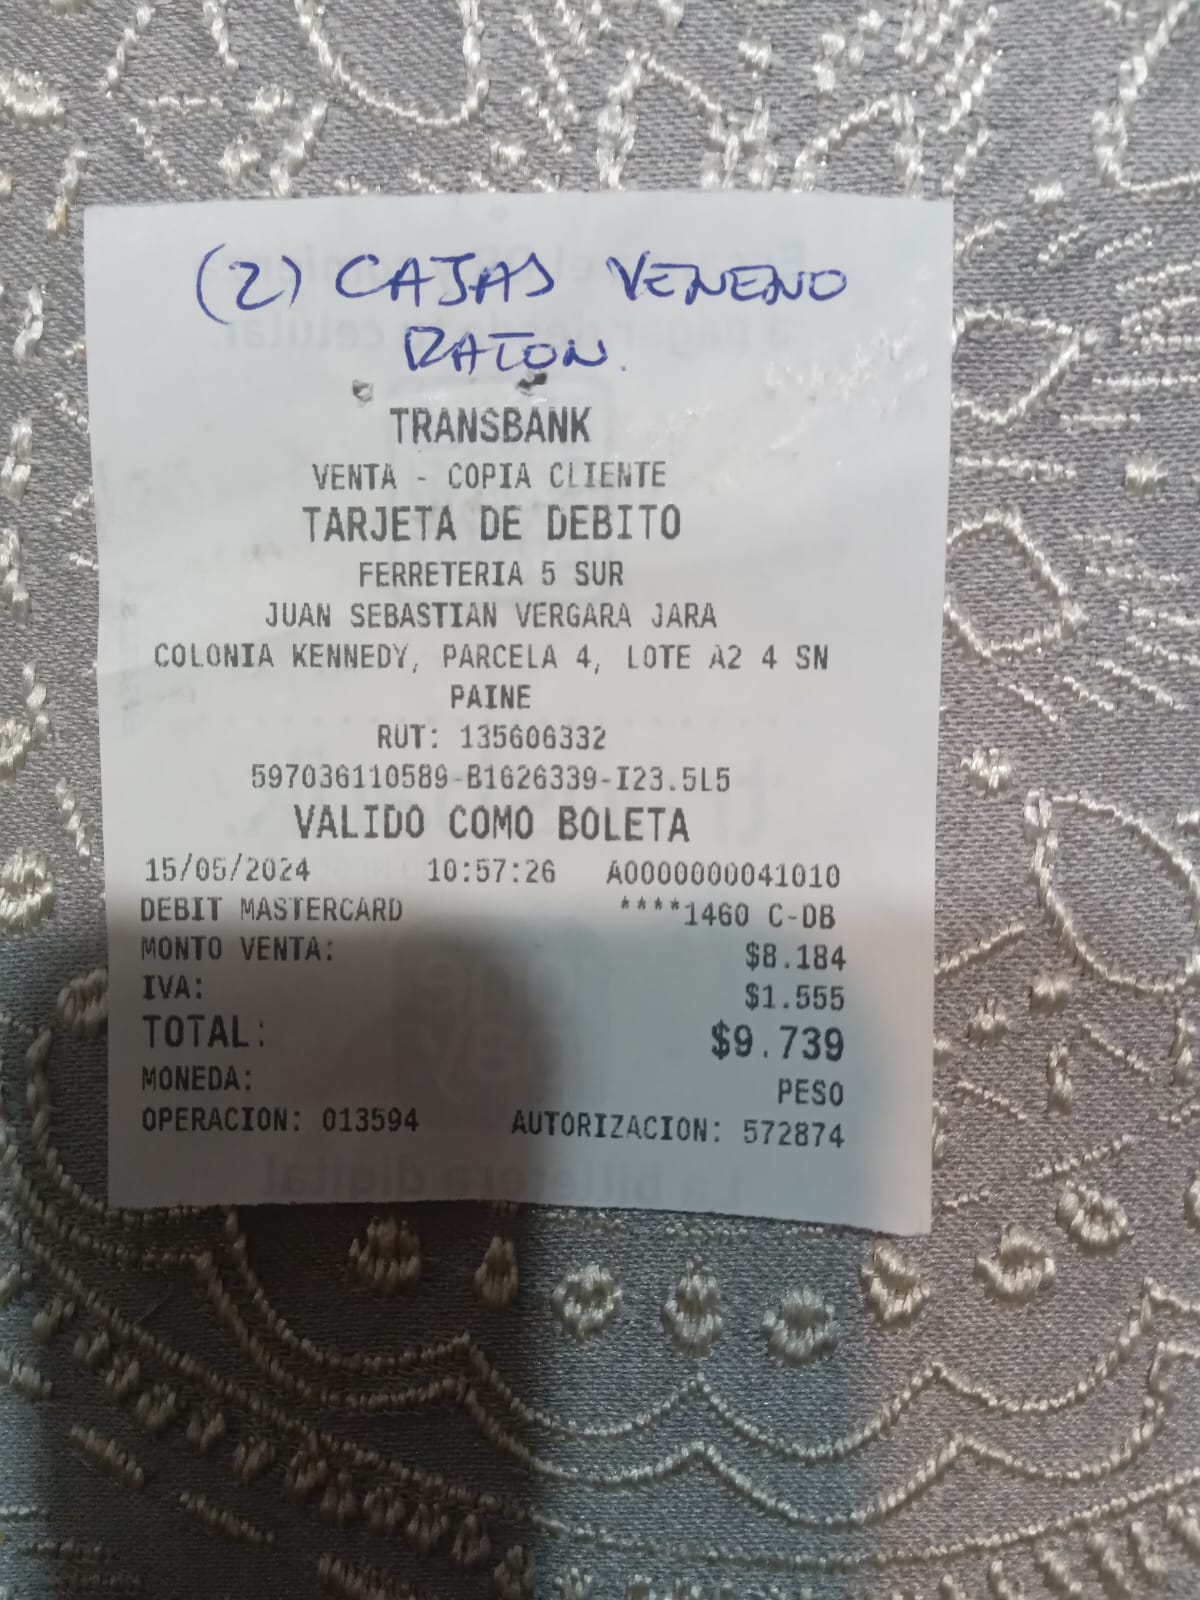 (2) CAJAS VENENO
RATON.
TRANSBANK
VENTA - COPIA CLIENTE
TARJETA DE DEBITO
FERRETERIA 5 SUR
JUAN SEBASTIAN VERGARA JARA
COLONIA KENNEDY, PARCELA 4, LOTE A2 4 SN
PAINE
RUT: 135606332
597036110589-B1626339-I23.5L5
VALIDO COMO BOLETA
15/05/2024 10:57:26 A0000000041010
DEBIT MASTERCARD ****1460 C-DB
MONTO VENTA: $8.184
IVA: $1.555
TOTAL: $9.739
MONEDA: PESO
OPERACION: 013594 AUTORIZACION: 572874